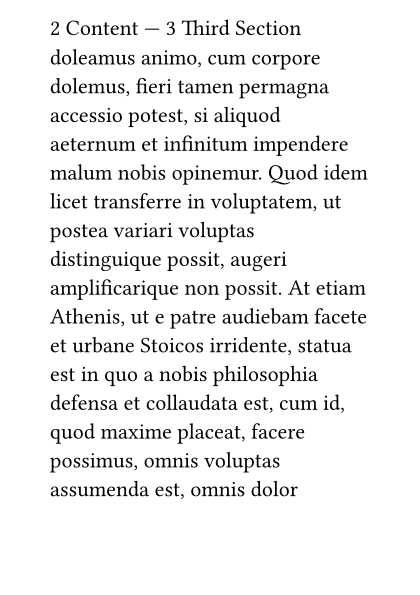 2 Content — 3 Third Section
doleamus animo, cum corpore
dolemus, fieri tamen permagna
accessio potest, si aliquod
aeternum et infinitum impendere
malum nobis opinemur. Quod idem
licet transferre in voluptatem, ut
postea variari voluptas
distinguique possit, augeri
amplificarique non possit. At etiam
Athenis, ut e patre audiebam facete
et urbane Stoicos irridente, statua
est in quo a nobis philosophia
defensa et collaudata est, cum id,
quod maxime placeat, facere
possimus, omnis voluptas
assumenda est, omnis dolor